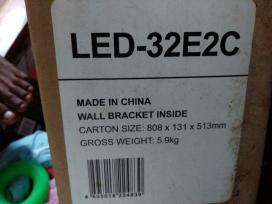 LED-32E2C
MADE IN CHINA
WALL BRACKET INSIDE
CARTON SIZE: 808 x 131 x 513mm
GROSS WEIGHT: 5.9kg